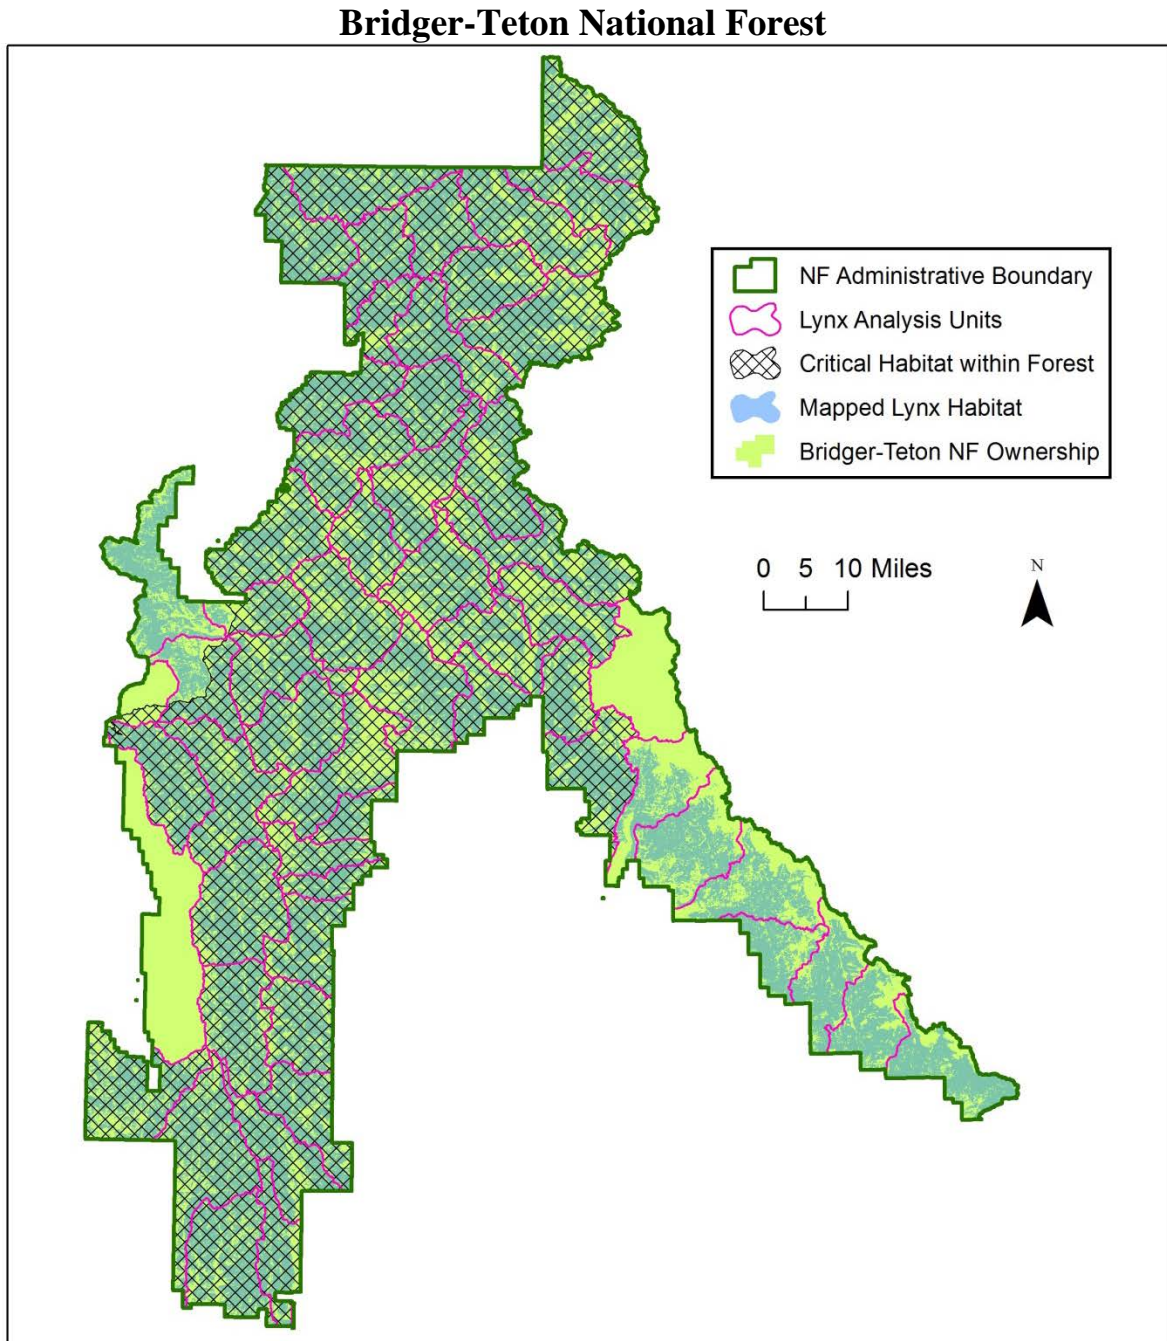 Bridger-Teton National Forest
NF Administrative Boundary
Lynx Analysis Units
Critical Habitat within Forest
Mapped Lynx Habitat
Bridger-Teton NF Ownership
0 5 10 Miles
N